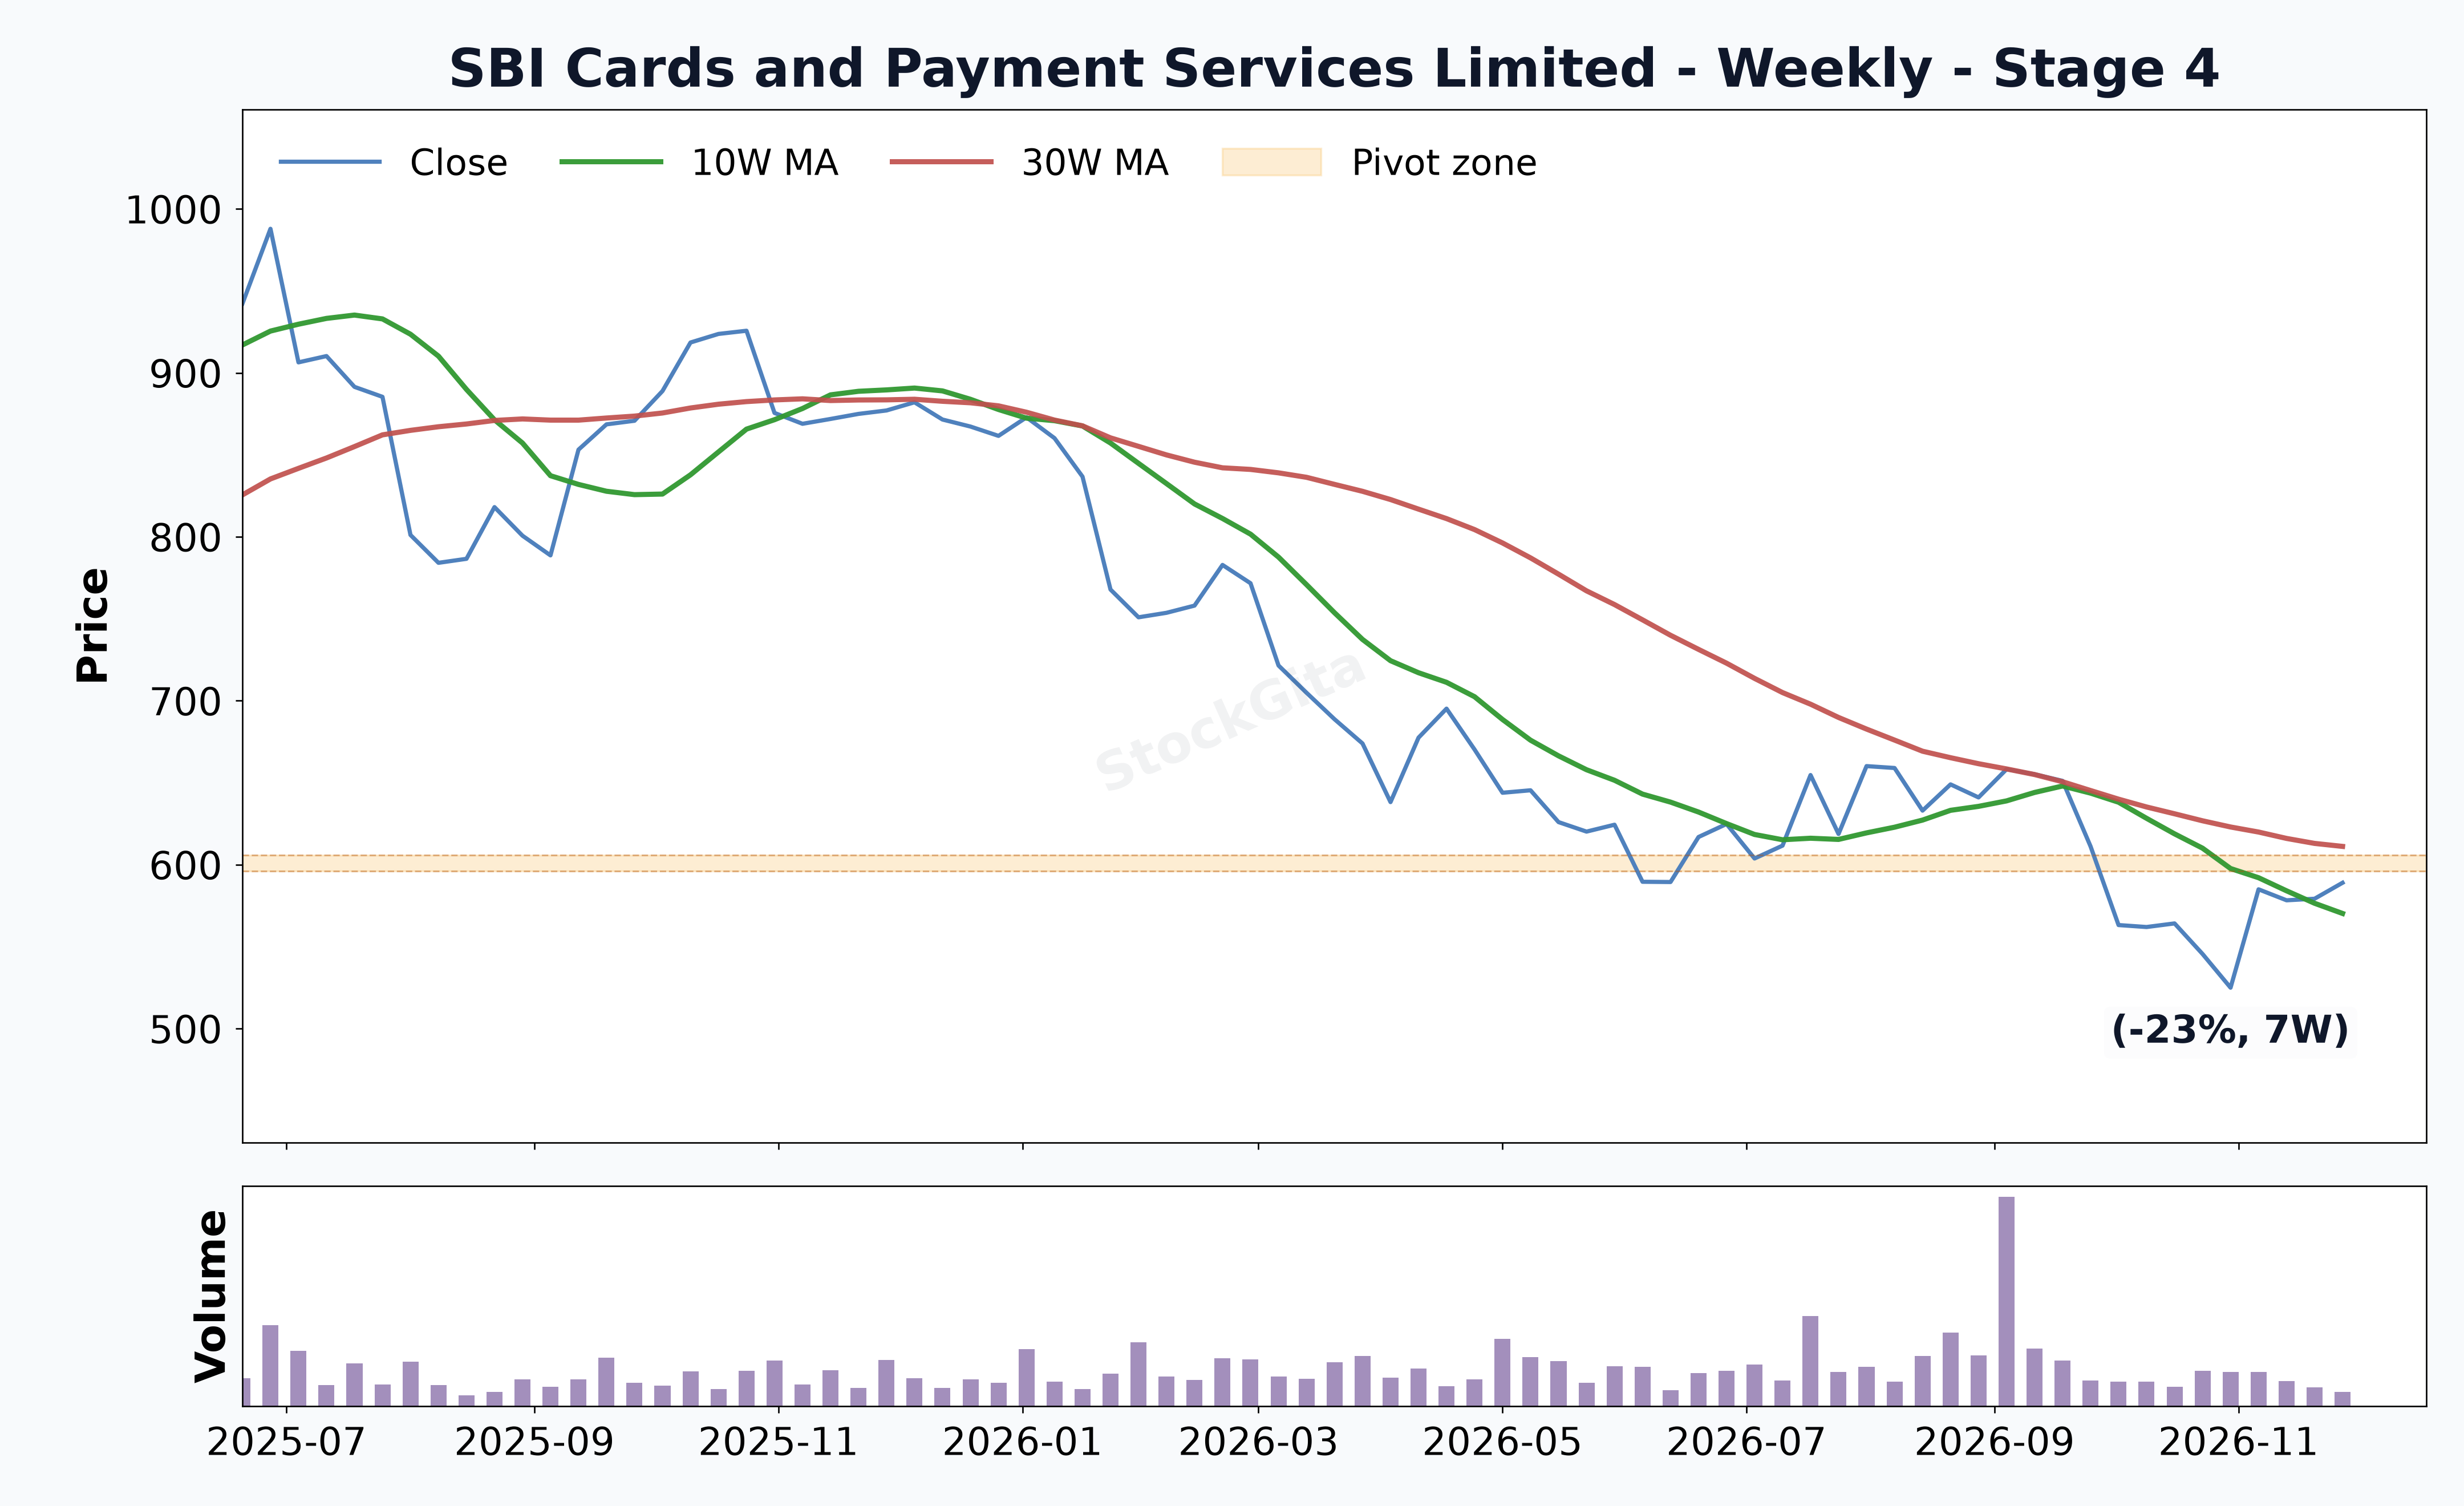 SBI Cards and Payment Services Limited - Weekly - Stage 4
Close 10W MA 30W MA Pivot zone
1000
900
800
700
600
500
Price
StockGita
(-23%, 7W)
Volume
2025-07 2025-09 2025-11 2026-01 2026-03 2026-05 2026-07 2026-09 2026-11